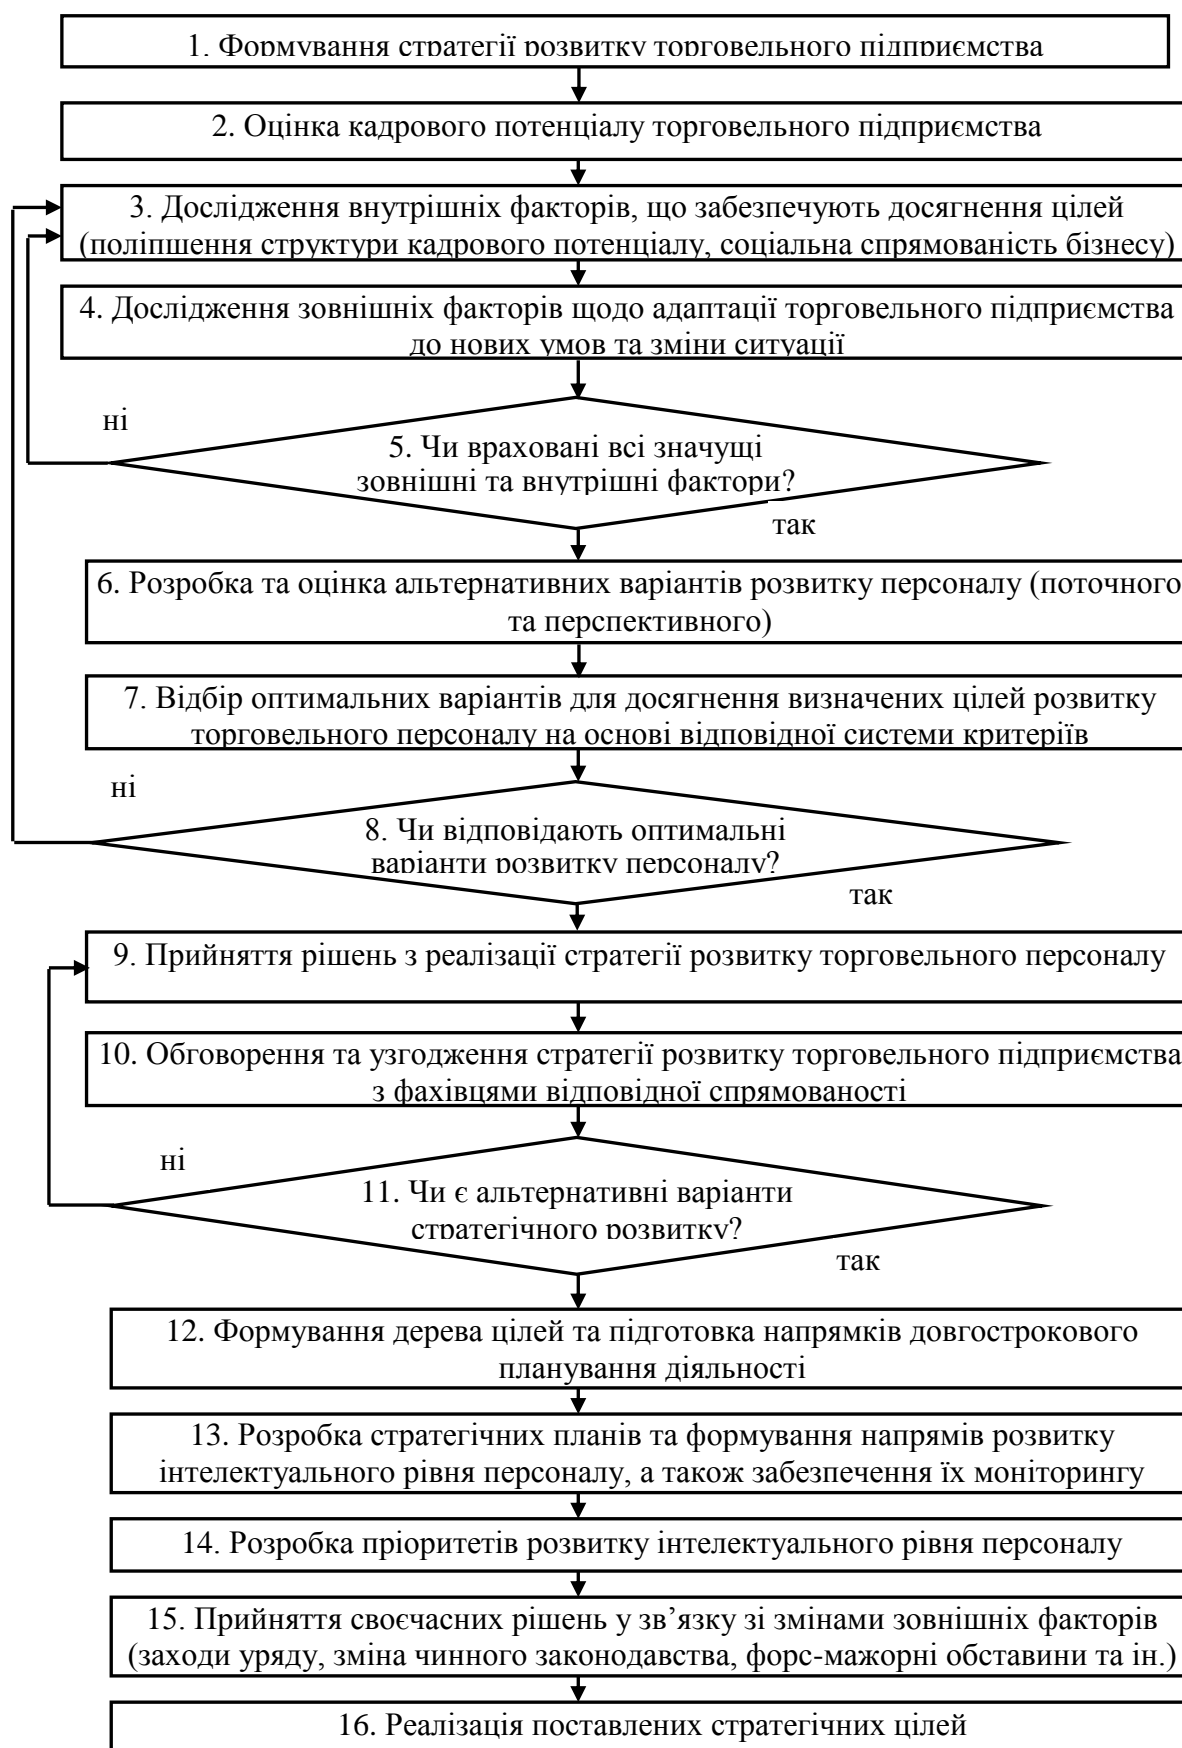 1. Формування стратегії розвитку торговельного підприємства
2. Оцінка кадрового потенціалу торговельного підприємства
3. Дослідження внутрішніх факторів, що забезпечують досягнення цілей
(поліпшення структури кадрового потенціалу, соціальна спрямованість бізнесу)
4. Дослідження зовнішніх факторів щодо адаптації торговельного підприємства
до нових умов та зміни ситуації
ні
5. Чи враховані всі значущі
зовнішні та внутрішні фактори?
так
6. Розробка та оцінка альтернативних варіантів розвитку персоналу (поточного
та перспективного)
7. Відбір оптимальних варіантів для досягнення визначених цілей розвитку
торговельного персоналу на основі відповідної системи критеріїв
ні
8. Чи відповідають оптимальні
варіанти розвитку персоналу?
так
9. Прийняття рішень з реалізації стратегії розвитку торговельного персоналу
10. Обговорення та узгодження стратегії розвитку торговельного підприємства
з фахівцями відповідної спрямованості
ні
11. Чи є альтернативні варіанти
стратегічного розвитку?
так
12. Формування дерева цілей та підготовка напрямків довгострокового
планування діяльності
13. Розробка стратегічних планів та формування напрямів розвитку
інтелектуального рівня персоналу, а також забезпечення їх моніторингу
14. Розробка пріоритетів розвитку інтелектуального рівня персоналу
15. Прийняття своєчасних рішень у зв’язку зі змінами зовнішніх факторів
(заходи уряду, зміна чинного законодавства, форс-мажорні обставини та ін.)
16. Реалізація поставлених стратегічних цілей